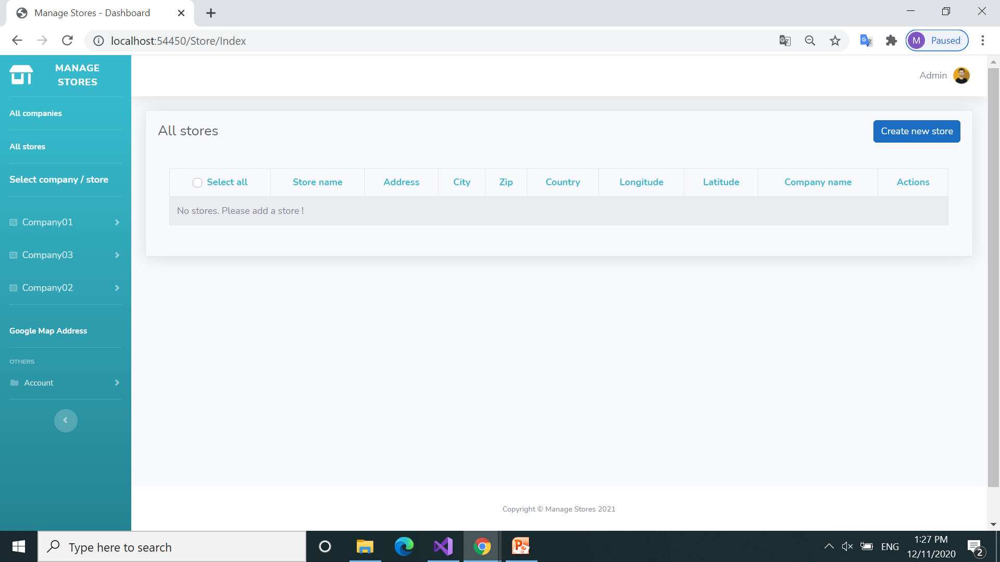 Manage Stores - Dashboard
localhost:54450/Store/Index
M Paused
MANAGE
STORES
Admin
All companies
All stores
Select company / store
Company01
Company03
Company02
Google Map Address
OTHERS
Account
All stores
Create new store
Select all Store name Address City Zip Country Longitude Latitude Company name Actions
No stores. Please add a store !
Copyright © Manage Stores 2021
Type here to search
ENG
1:27 PM
12/11/2020
2